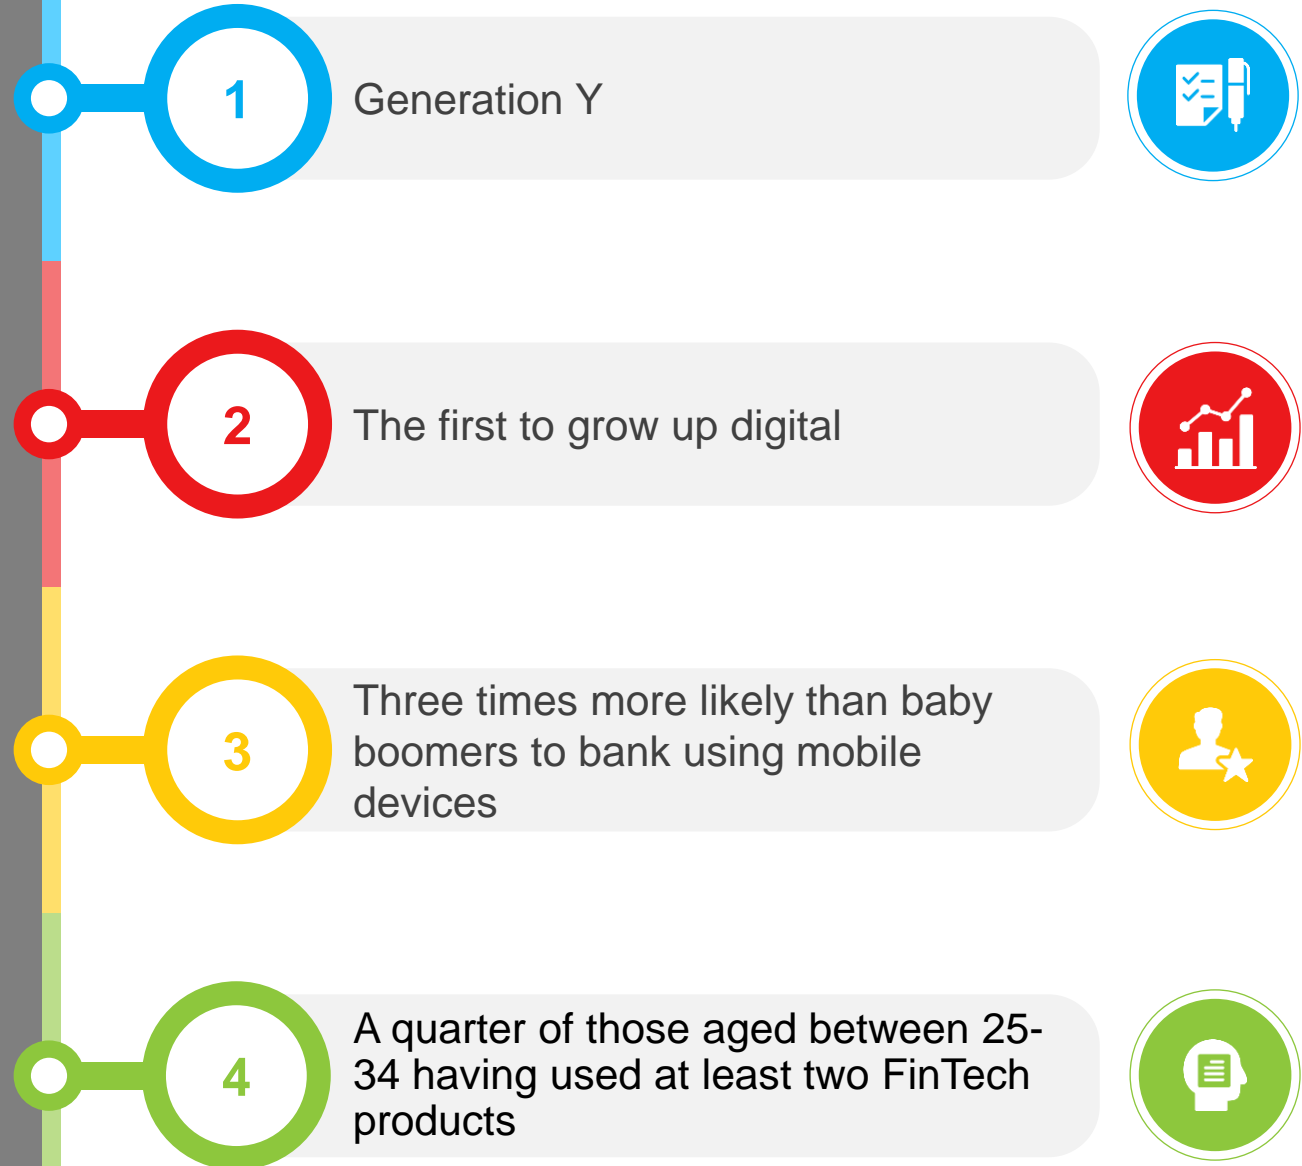 1
Generation Y
2
The first to grow up digital
3
Three times more likely than baby
boomers to bank using mobile
devices
4
A quarter of those aged between 25-
34 having used at least two FinTech
products